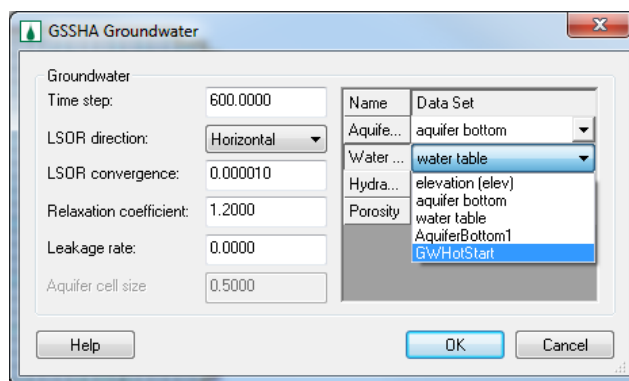 GSSHA Groundwater
Groundwater
Time step: 600.0000
LSOR direction: Horizontal
LSOR convergence: 0.000010
Relaxation coefficient: 1.2000
Leakage rate: 0.0000
Aquifer cell size 0.5000
Name Data Set
Aquife... aquifer bottom
Water ... water table
Hydra...
Porosity
elevation (elev)
aquifer bottom
water table
AquiferBottom1
GWHotStart
Help OK Cancel